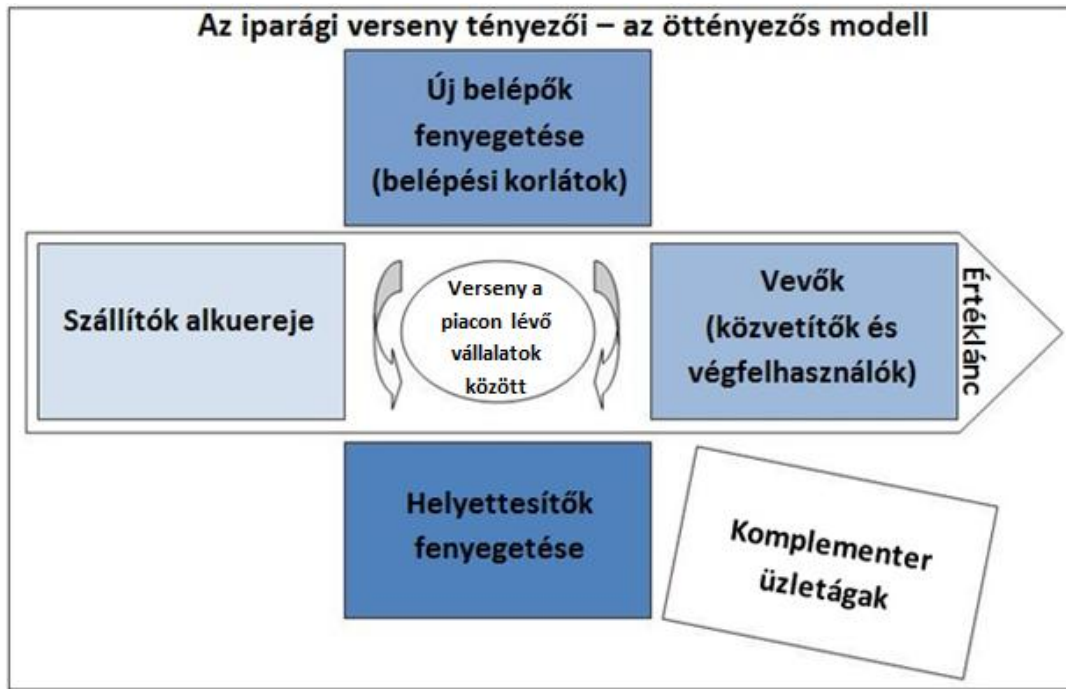 Az iparági verseny tényezői – az öttényezős modell
Új belépők
fenyegetése
(belépési korlátok)
Szállítók alkuereje
Verseny a
piacon lévő
vállalatok
között
Vevők
(közvetítők és
végfelhasználók)
Értéklánc
Helyettesítők
fenyegetése
Komplementer
üzletágak